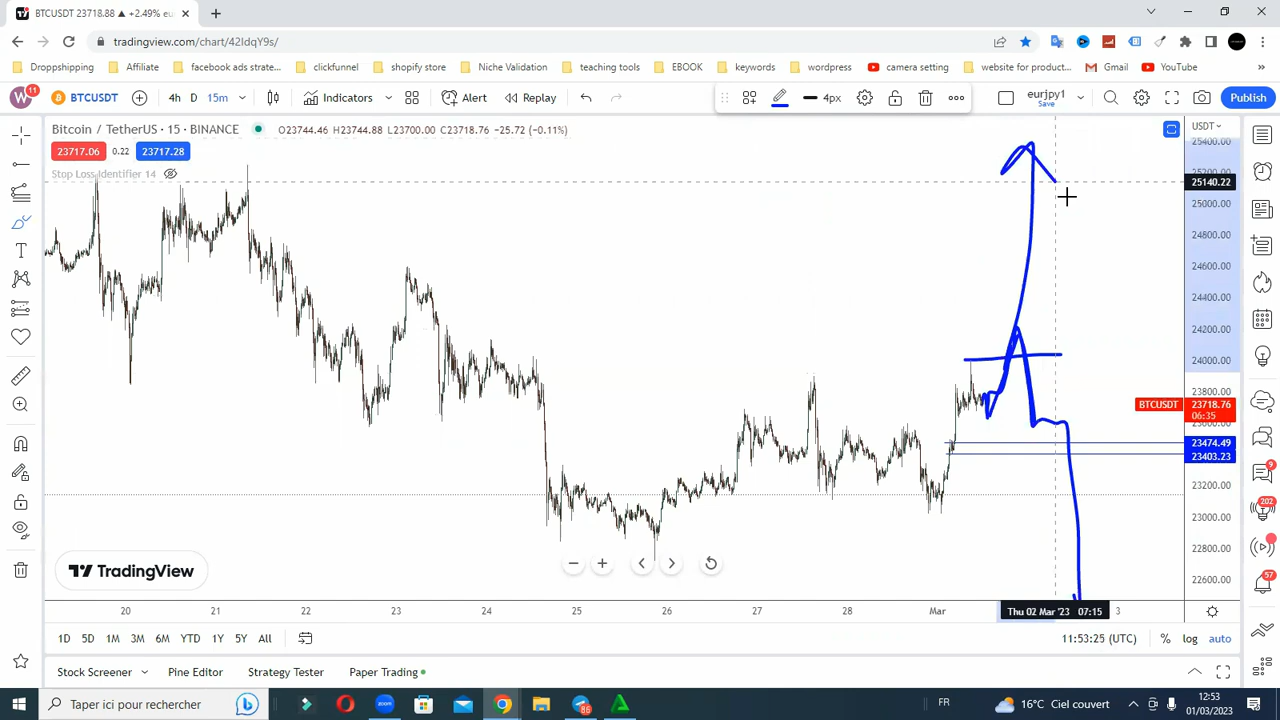 BTCUSDT 23718.88 ▲ +2.49% eu
tradingview.com/chart/42IdqY9s/
Droppshipping Affiliate facebook ads strate... clickfunnel shopify store Niche Validation teaching tools EBOOK keywords wordpress camera setting website for product... Gmail YouTube »
W 11 BTCUSDT 4h D 15m Indicators Alert Replay 4px eurjpy1 Save Publish
Bitcoin / TetherUS · 15 · BINANCE O23744.46 H23744.88 L23700.00 C23718.76 −25.72 (−0.11%)
23717.06 0.22 23717.28
Stop Loss Identifier 14
USDT
25400.00
25140.22
25000.00
24800.00
24600.00
24400.00
24200.00
24000.00
23800.00
BTCUSDT 23718.76
06:35
23474.49
23403.23
23200.00
23000.00
22800.00
22600.00
9
202
57
TradingView
20 21 22 23 24 25 26 27 28 Mar Thu 02 Mar '23 07:15 3
1D 5D 1M 3M 6M YTD 1Y 5Y All 11:53:25 (UTC) % log auto
Stock Screener Pine Editor Strategy Tester Paper Trading
Taper ici pour rechercher zoom 86 16°C Ciel couvert FR 12:53
01/03/2023